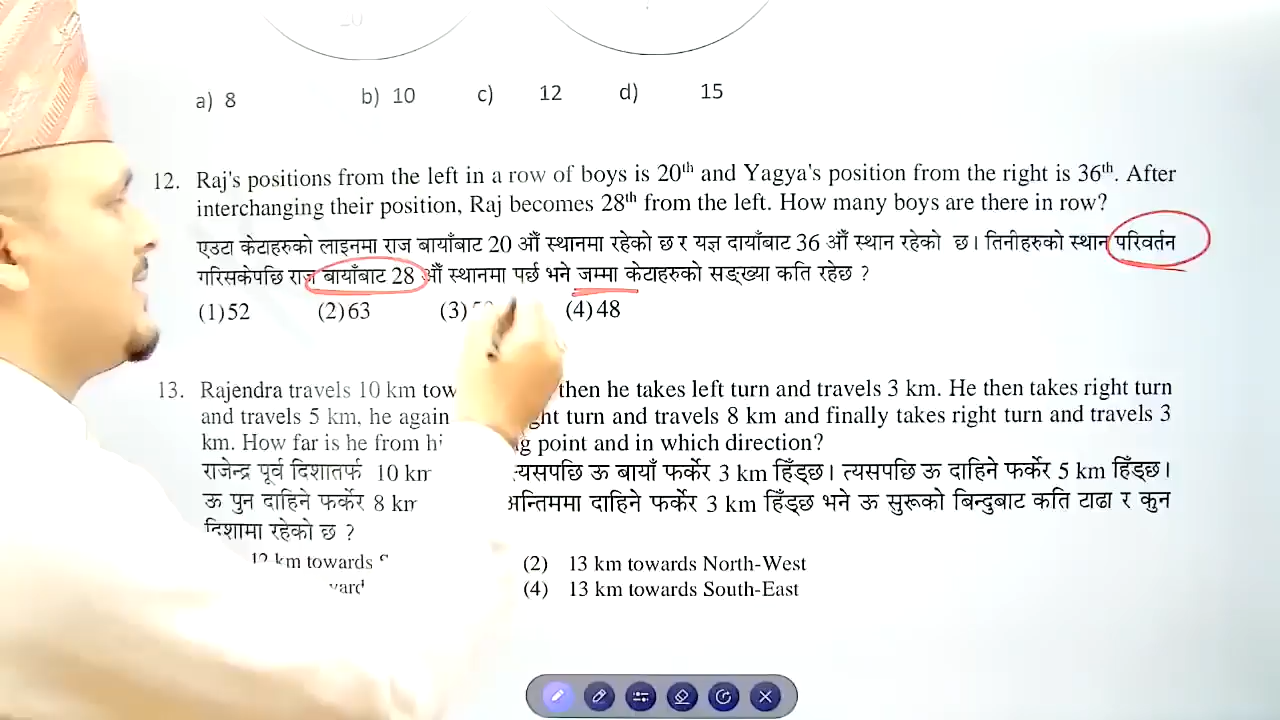 a) 8 b) 10 c) 12 d) 15
12. Raj's positions from the left in a row of boys is 20th and Yagya's position from the right is 36th. After
interchanging their position, Raj becomes 28th from the left. How many boys are there in row?
एउटा केटाहरुको लाइनमा राज बायाँबाट 20 औँ स्थानमा रहेको छ र यज्ञ दायाँबाट 36 औँ स्थान रहेको छ। तिनीहरुको स्थान परिवर्तन
गरिसकेपछि राज बायाँबाट 28 औँ स्थानमा पर्छ भने जम्मा केटाहरुको सङ्ख्या कति रहेछ ?
(1) 52 (2) 63 (3) (4) 48
13. Rajendra travels 10 km then he takes left turn and travels 3 km. He then takes right turn
and travels 5 km, he again turn and travels 8 km and finally takes right turn and travels 3
km. How far is he from point and in which direction?
राजेन्द्र पूर्व दिशातर्फ 10 km त्यसपछि ऊ बायाँ फर्केर 3 km हिँड्छ। त्यसपछि ऊ दाहिने फर्केर 5 km हिँड्छ।
ऊ पुन दाहिने फर्केर 8 km अन्तिममा दाहिने फर्केर 3 km हिँड्छ भने ऊ सुरूको बिन्दुबाट कति टाढा र कुन
दिशामा रहेको छ ?
km towards (2) 13 km towards North-West
(4) 13 km towards South-East